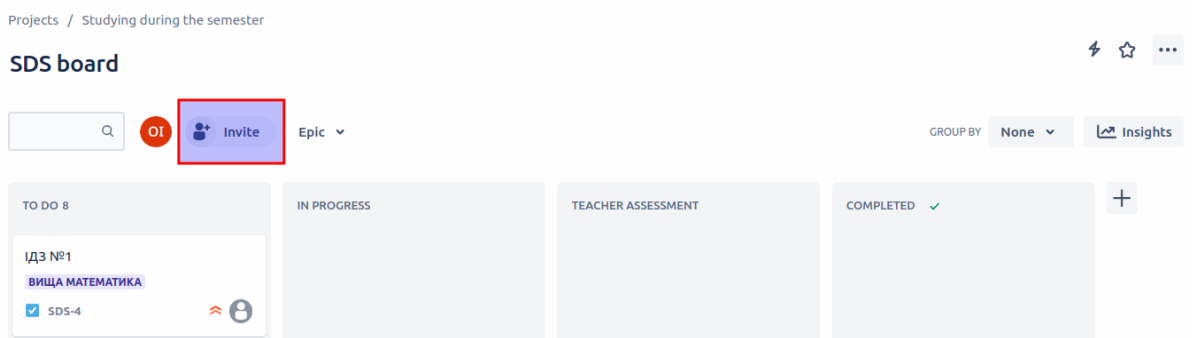 Projects / Studying during the semester
SDS board
OI Invite Epic GROUP BY None Insights
TO DO 8 IN PROGRESS TEACHER ASSESSMENT COMPLETED
ІДЗ №1
ВИЩА МАТЕМАТИКА
SDS-4